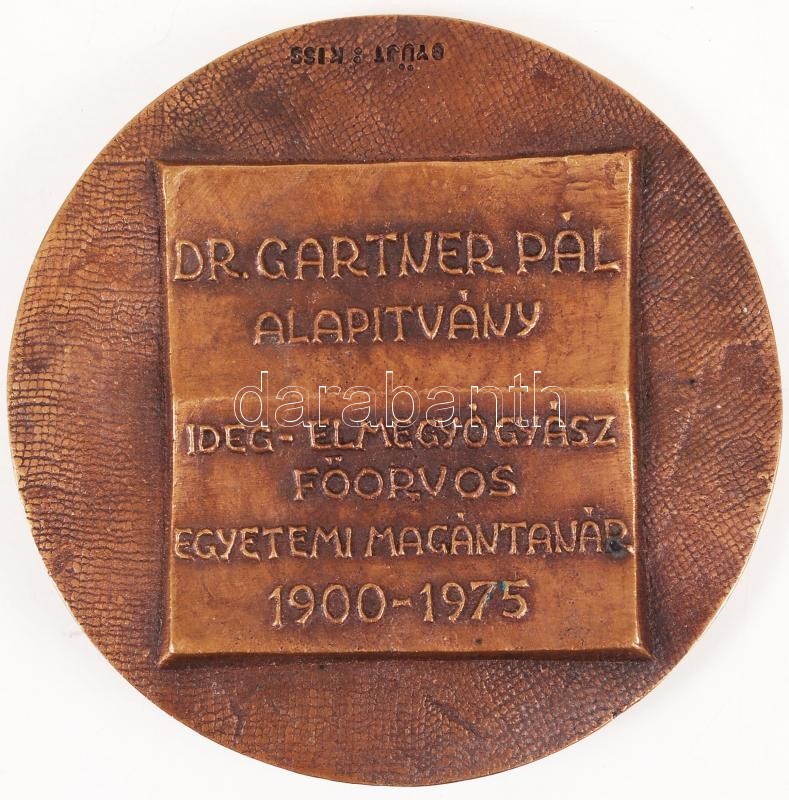 GYŰJT: KISS
DR. GARTNER PÁL
ALAPITVÁNY
darabanth
IDEG-ELMEGYÓGYÁSZ
FŐORVOS
EGYETEMI MAGÁNTANÁR
1900-1975